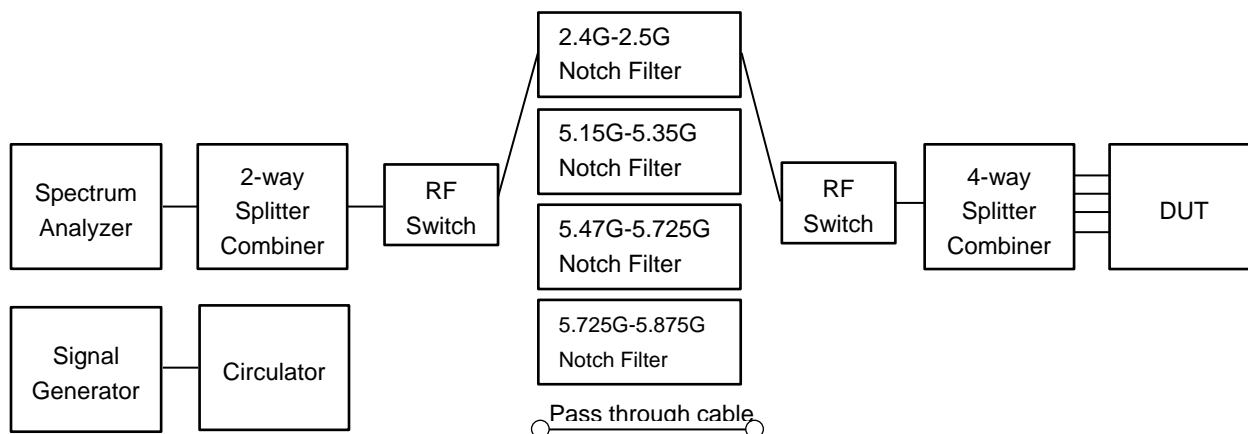 2.4G-2.5G
Notch Filter
5.15G-5.35G
Notch Filter
5.47G-5.725G
Notch Filter
5.725G-5.875G
Notch Filter
Pass through cable
Spectrum
Analyzer
2-way
Splitter
Combiner
RF
Switch
RF
Switch
4-way
Splitter
Combiner
DUT
Signal
Generator
Circulator